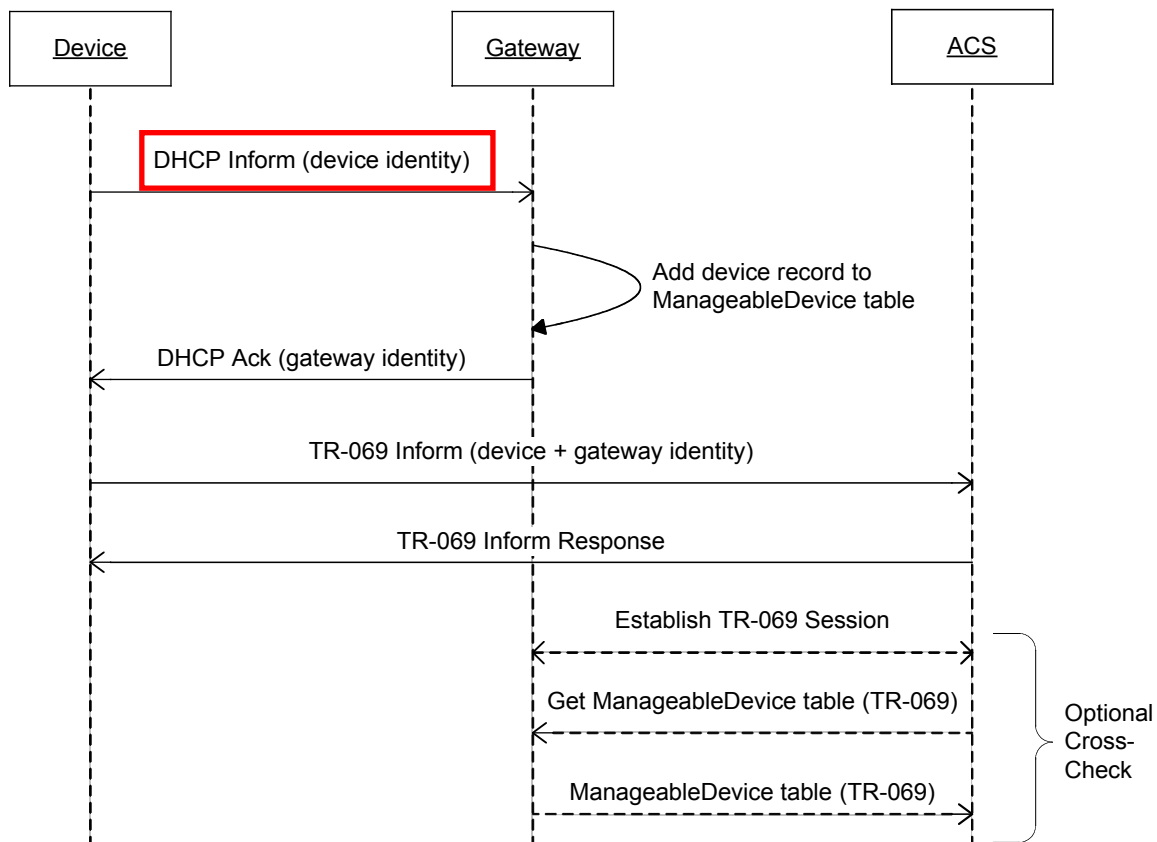 Device
Gateway
ACS
DHCP Inform (device identity)
Add device record to
ManageableDevice table
DHCP Ack (gateway identity)
TR-069 Inform (device + gateway identity)
TR-069 Inform Response
Establish TR-069 Session
Get ManageableDevice table (TR-069)
ManageableDevice table (TR-069)
Optional
Cross-
Check